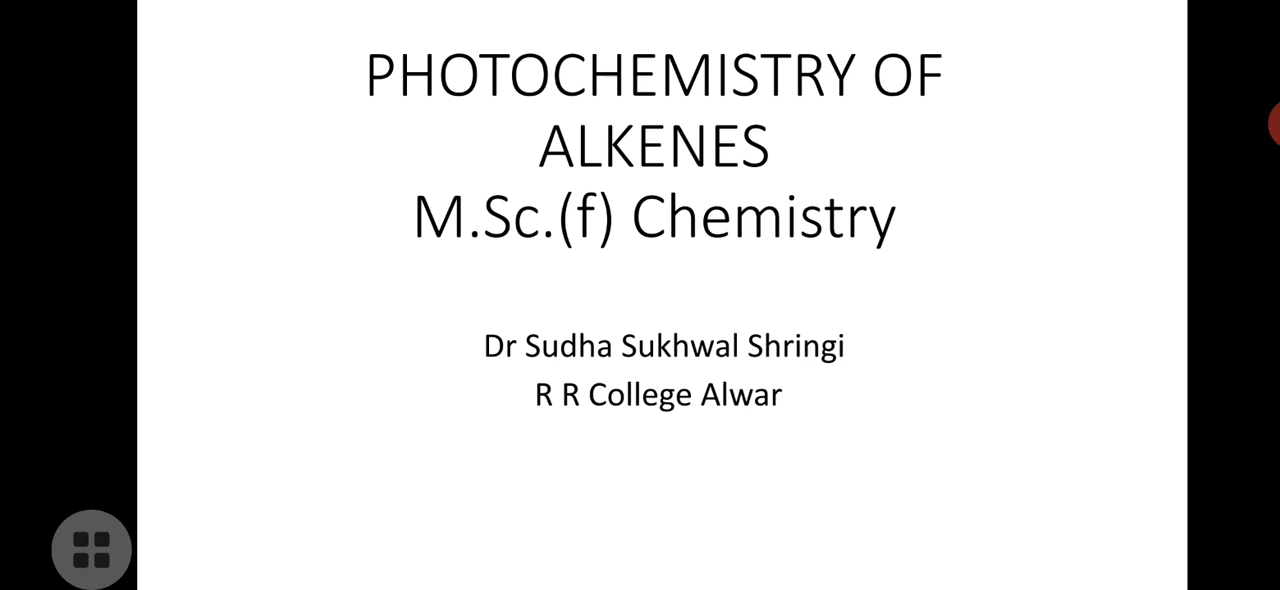 PHOTOCHEMISTRY OF
ALKENES
M.Sc.(f) Chemistry
Dr Sudha Sukhwal Shringi
R R College Alwar